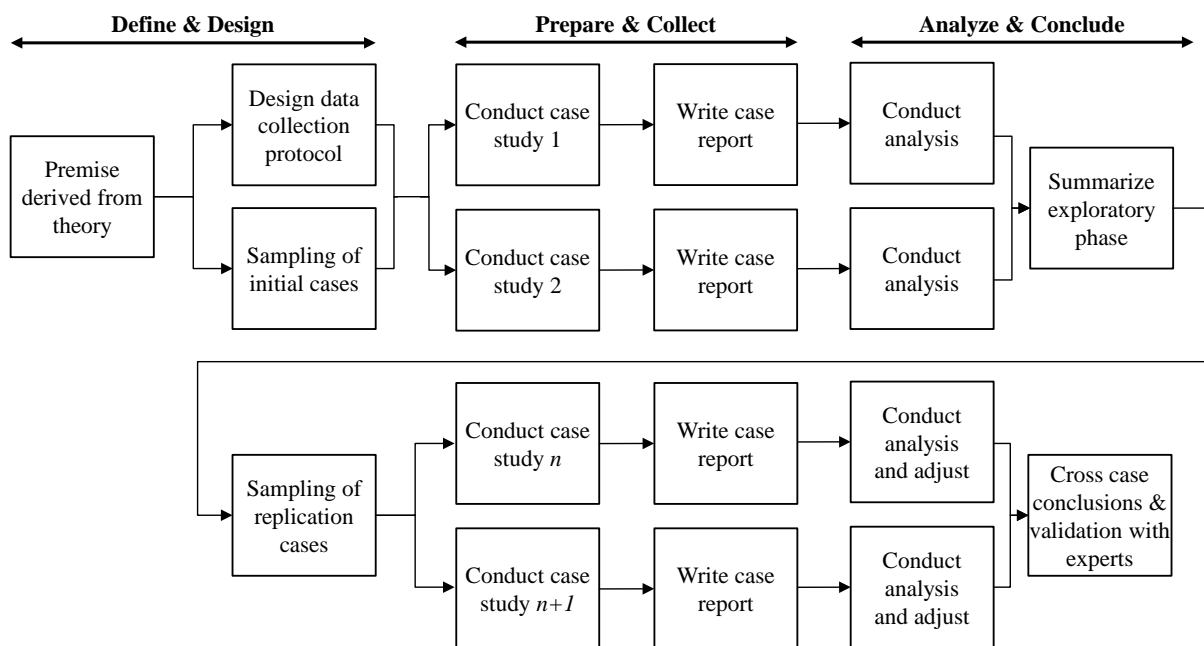 Define & Design
Prepare & Collect
Analyze & Conclude
Premise
derived from
theory
Design data
collection
protocol
Sampling of
initial cases
Conduct case
study 1
Write case
report
Conduct
analysis
Conduct case
study 2
Write case
report
Conduct
analysis
Summarize
exploratory
phase
Sampling of
replication
cases
Conduct case
study n
Write case
report
Conduct
analysis
and adjust
Conduct case
study n+1
Write case
report
Conduct
analysis
and adjust
Cross case
conclusions &
validation with
experts